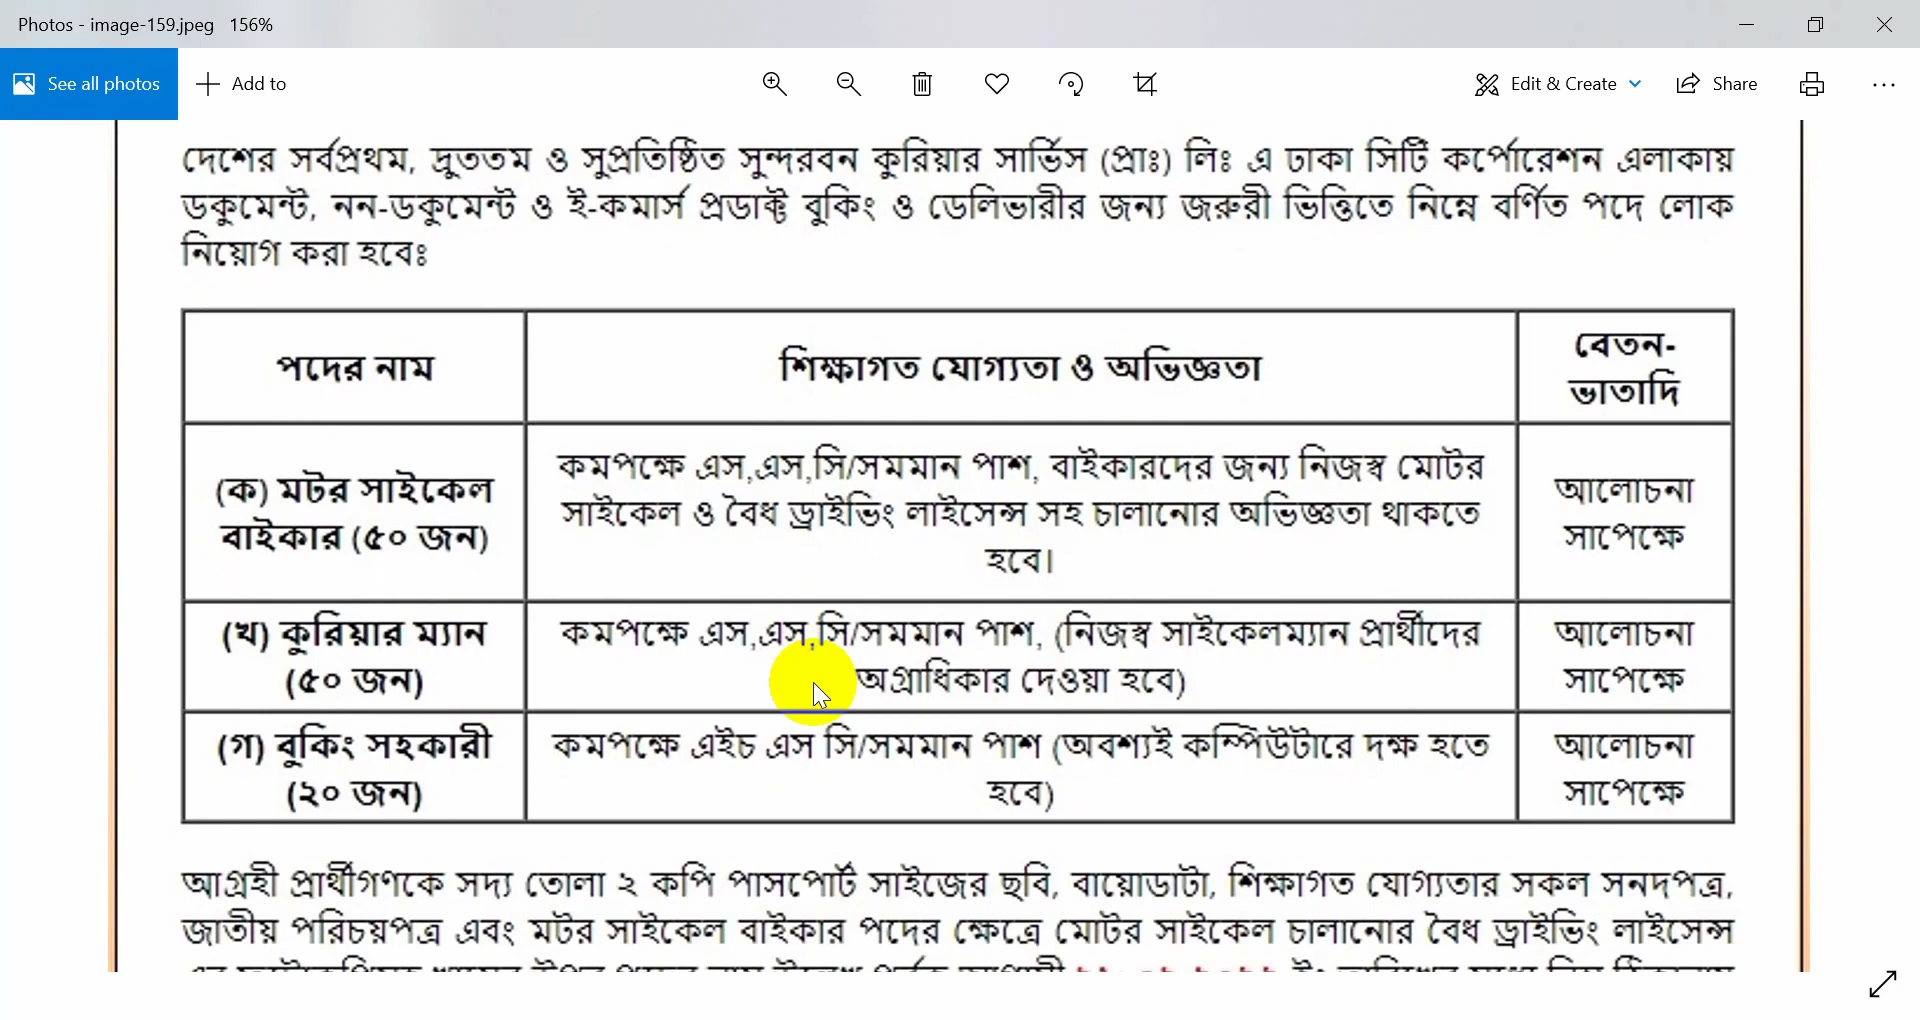 Photos - image-159.jpeg 156%
See all photos
Add to
Edit & Create
Share
দেশের সর্বপ্রথম, দ্রুততম ও সুপ্রতিষ্ঠিত সুন্দরবন কুরিয়ার সার্ভিস (প্রাঃ) লিঃ এ ঢাকা সিটি কর্পোরেশন এলাকায়
ডকুমেন্ট, নন-ডকুমেন্ট ও ই-কমার্স প্রডাক্ট বুকিং ও ডেলিভারীর জন্য জরুরী ভিত্তিতে নিম্নে বর্ণিত পদে লোক
নিয়োগ করা হবেঃ
পদের নাম
শিক্ষাগত যোগ্যতা ও অভিজ্ঞতা
বেতন-
ভাতাদি
(ক) মটর সাইকেল
বাইকার (৫০ জন)
কমপক্ষে এস,এস,সি/সমমান পাশ, বাইকারদের জন্য নিজস্ব মোটর
সাইকেল ও বৈধ ড্রাইভিং লাইসেন্স সহ চালানোর অভিজ্ঞতা থাকতে
হবে।
আলোচনা
সাপেক্ষে
(খ) কুরিয়ার ম্যান
(৫০ জন)
কমপক্ষে এস,এস,সি/সমমান পাশ, (নিজস্ব সাইকেলম্যান প্রার্থীদের
অগ্রাধিকার দেওয়া হবে)
আলোচনা
সাপেক্ষে
(গ) বুকিং সহকারী
(২০ জন)
কমপক্ষে এইচ এস সি/সমমান পাশ (অবশ্যই কম্পিউটারে দক্ষ হতে
হবে)
আলোচনা
সাপেক্ষে
আগ্রহী প্রার্থীগণকে সদ্য তোলা ২ কপি পাসপোর্ট সাইজের ছবি, বায়োডাটা, শিক্ষাগত যোগ্যতার সকল সনদপত্র,
জাতীয় পরিচয়পত্র এবং মটর সাইকেল বাইকার পদের ক্ষেত্রে মোটর সাইকেল চালানোর বৈধ ড্রাইভিং লাইসেন্স